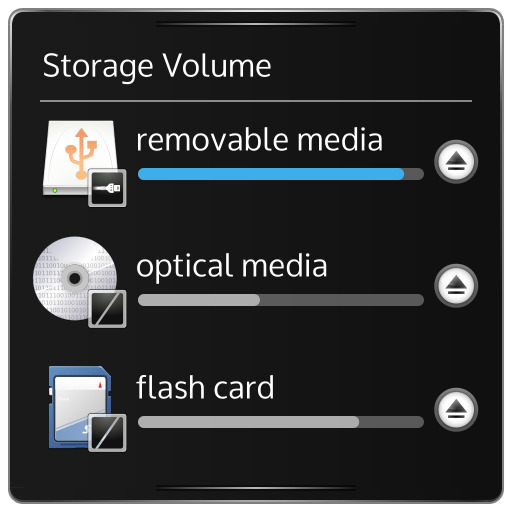 Storage Volume
removable media
optical media
flash card